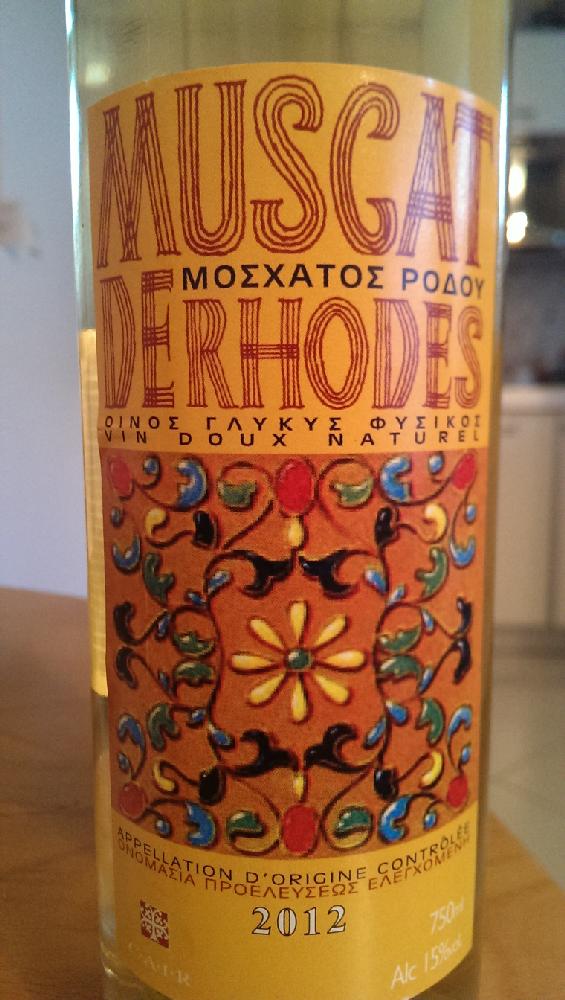 MUSCAT
ΜΟΣΧΑΤΟΣ ΡΟΔΟΥ
DE RHODES
ΟΙΝΟΣ ΓΛΥΚΥΣ ΦΥΣΙΚΟΣ
VIN DOUX NATUREL
APPELLATION D'ORIGINE CONTRÔLÉE
ΟΝΟΜΑΣΙΑ ΠΡΟΕΛΕΥΣΕΩΣ ΕΛΕΓΧΟΜΕΝΗ
2012
750ml
C·A·I·R
Alc 15%vol